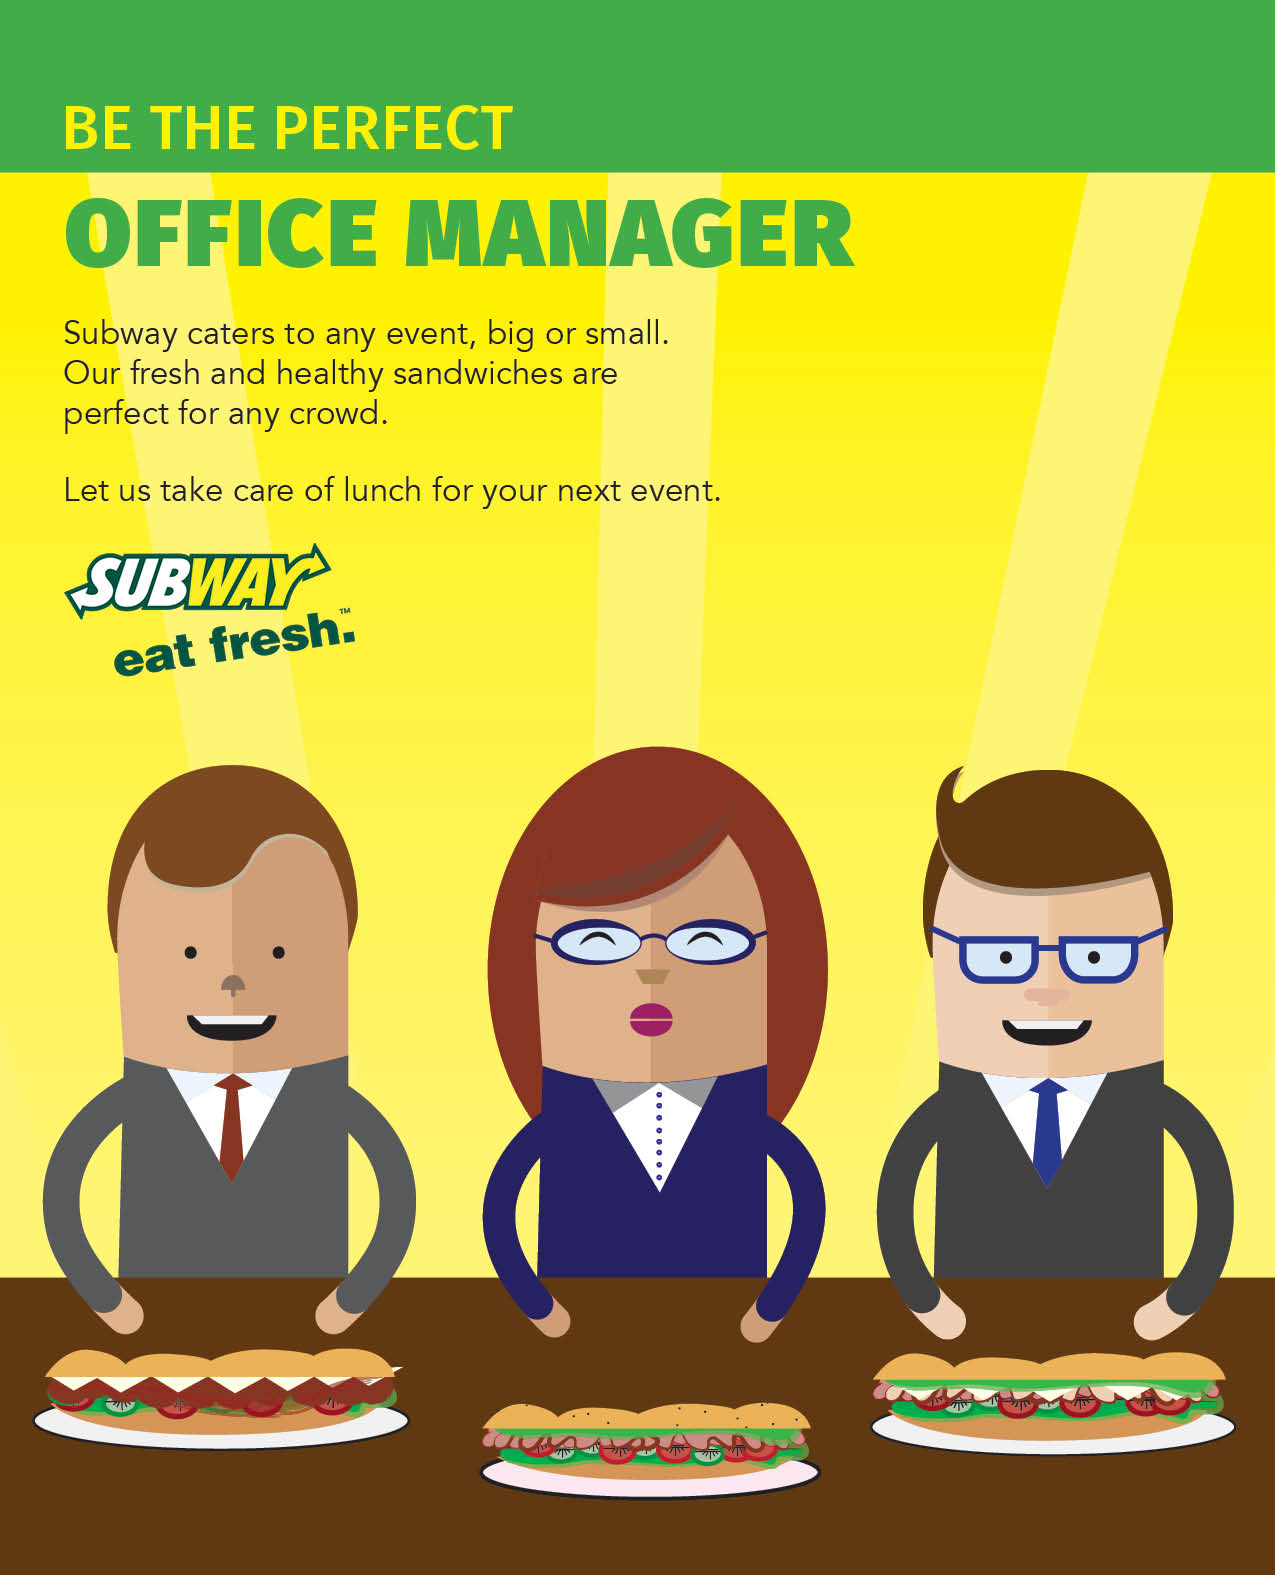 BE THE PERFECT
OFFICE MANAGER
Subway caters to any event, big or small.
Our fresh and healthy sandwiches are
perfect for any crowd.
Let us take care of lunch for your next event.
SUBWAY
eat fresh.™